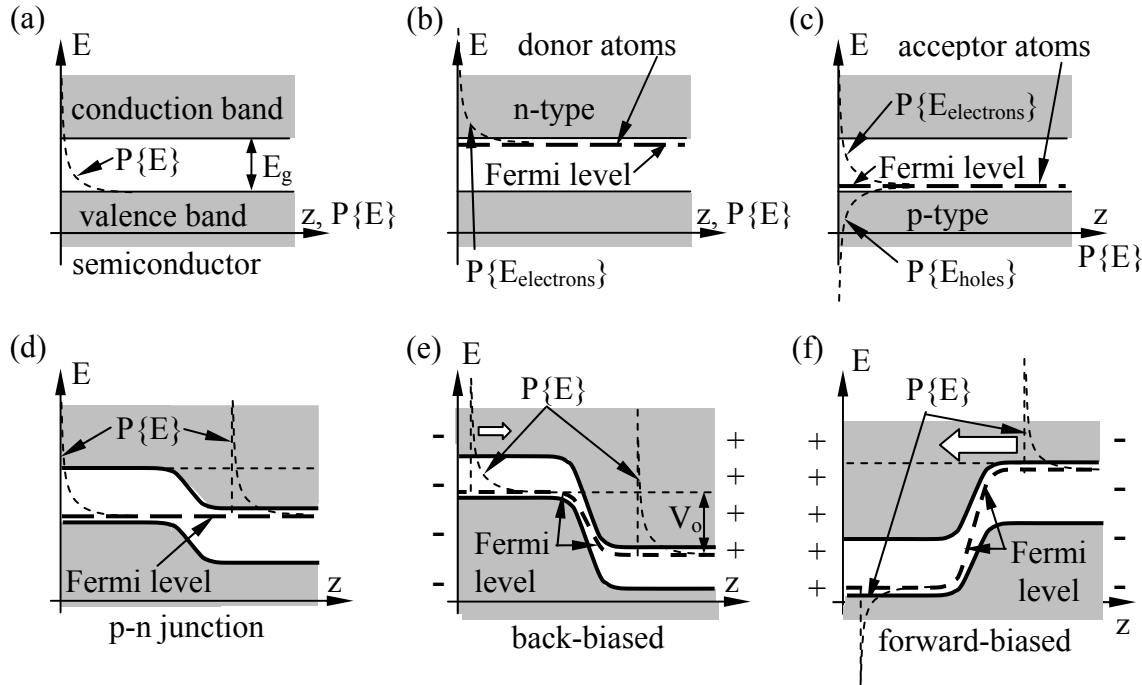 (a)
E
conduction band
P{E}
E_g
valence band
z, P{E}
semiconductor
(b)
E
donor atoms
n-type
Fermi level
z, P{E}
P{E_electrons}
(c)
E
acceptor atoms
P{E_electrons}
Fermi level
p-type
z
P{E}
P{E_holes}
(d)
E
P{E}
Fermi level
z
p-n junction
(e)
E
P{E}
- +
+
- +
V_o
+
Fermi
level
- +
- +
z
back-biased
(f)
P{E}
E
+ -
+ -
+ -
+ -
Fermi
level
+ -
z
forward-biased